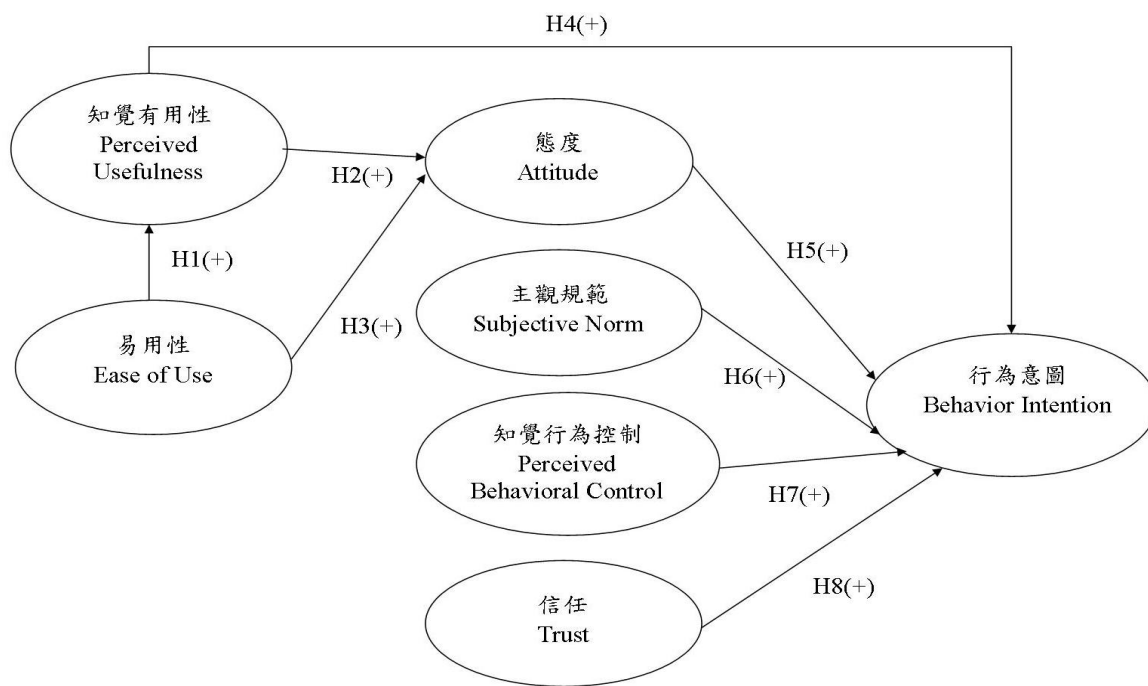 H4(+)
知覺有用性
Perceived
Usefulness
H2(+)
態度
Attitude
H1(+)
H5(+)
主觀規範
Subjective Norm
H3(+)
易用性
Ease of Use
H6(+)
行為意圖
Behavior Intention
知覺行為控制
Perceived
Behavioral Control
H7(+)
H8(+)
信任
Trust